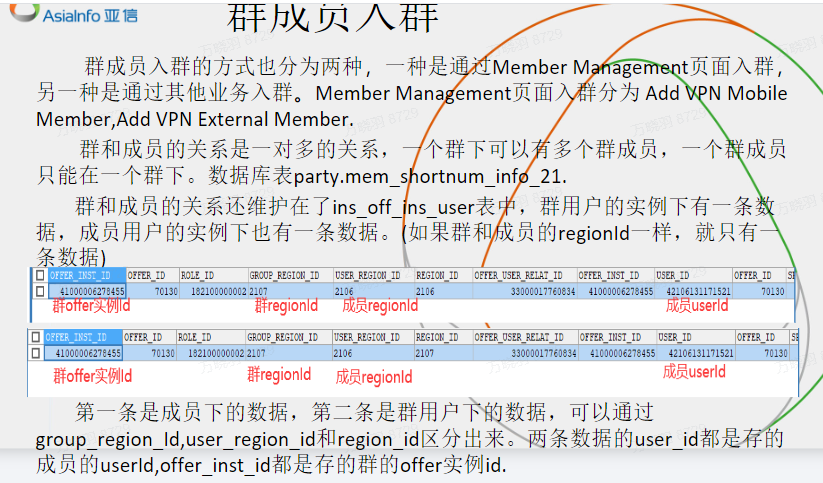 AsiaInfo 亚信
群成员入群
群成员入群的方式也分为两种，一种是通过Member Management页面入群，
另一种是通过其他业务入群。Member Management页面入群分为 Add VPN Mobile
Member,Add VPN External Member.
群和成员的关系是一对多的关系，一个群下可以有多个群成员，一个群成员
只能在一个群下。数据库表party.mem_shortnum_info_21.
群和成员的关系还维护在了ins_off_ins_user表中，群用户的实例下有一条数
据，成员用户的实例下也有一条数据。(如果群和成员的regionId一样，就只有一
条数据)
OFFER_INST_ID OFFER_ID ROLE_ID GROUP_REGION_ID USER_REGION_ID REGION_ID OFFER_USER_RELAT_ID OFFER_INST_ID USER_ID OFFER_ID
41000006278455 70130 182100000002 2107 2106 2106 33000017760834 41000006278455 42106131171521 70130
群offer实例Id 群regionId 成员regionId 成员userId
OFFER_INST_ID OFFER_ID ROLE_ID GROUP_REGION_ID USER_REGION_ID REGION_ID OFFER_USER_RELAT_ID OFFER_INST_ID USER_ID OFFER_ID
41000006278455 70130 182100000002 2107 2106 2107 33000017760834 41000006278455 42106131171521 70130
群offer实例Id 群regionId 成员regionId 成员userId
第一条是成员下的数据，第二条是群用户下的数据，可以通过
group_region_Id,user_region_id和region_id区分出来。两条数据的user_id都是存的
成员的userId,offer_inst_id都是存的群的offer实例id.